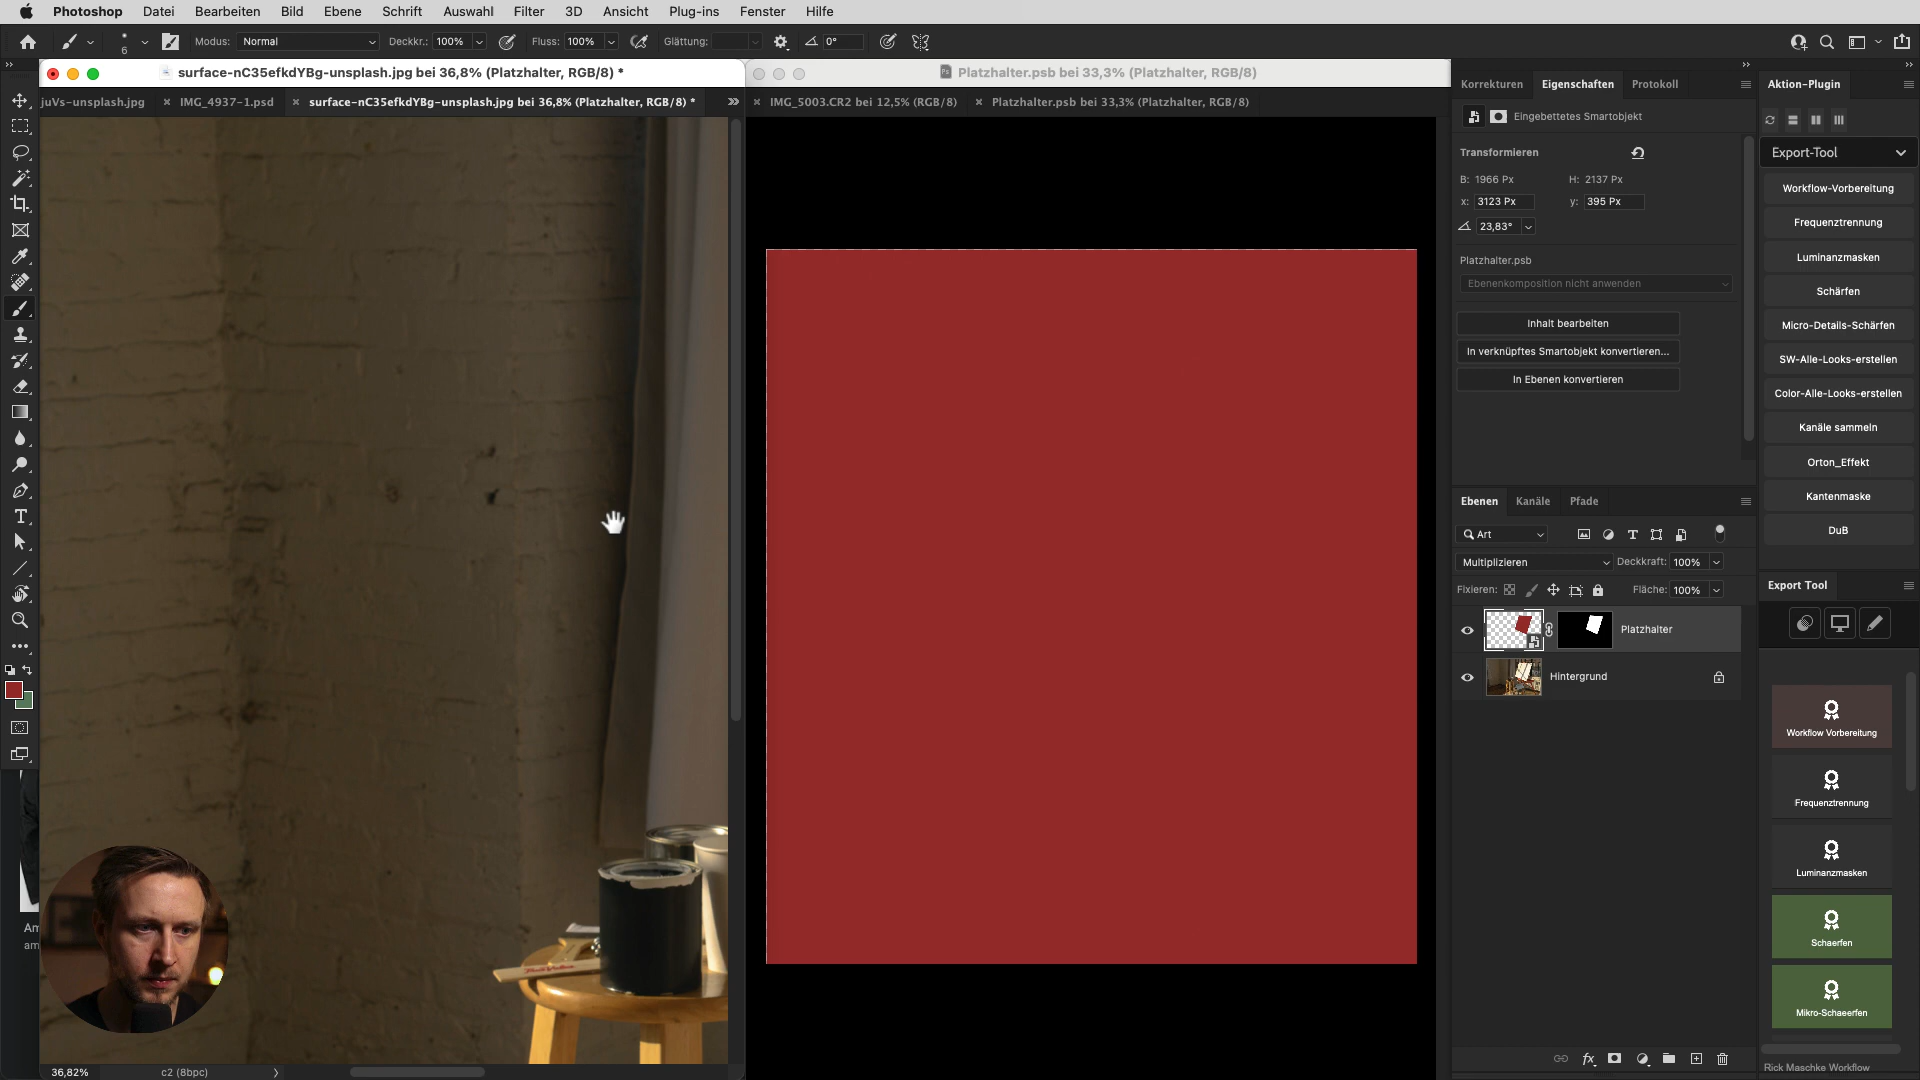 Photoshop Datei Bearbeiten Bild Ebene Schrift Auswahl Filter 3D Ansicht Plug-ins Fenster Hilfe
6 Modus: Normal Deckkr.: 100% Fluss: 100% Glättung: 0°
surface-nC35efkdYBg-unsplash.jpg bei 36,8% (Platzhalter, RGB/8) *
Platzhalter.psb bei 33,3% (Platzhalter, RGB/8)
juVs-unsplash.jpg × IMG_4937-1.psd × surface-nC35efkdYBg-unsplash.jpg bei 36,8% (Platzhalter, RGB/8) * »
× IMG_5003.CR2 bei 12,5% (RGB/8) × Platzhalter.psb bei 33,3% (Platzhalter, RGB/8)
Korrekturen Eigenschaften Protokoll
Eingebettetes Smartobjekt
Transformieren
B: 1966 Px H: 2137 Px
x: 3123 Px y: 395 Px
23,83°
Platzhalter.psb
Ebenenkomposition nicht anwenden
Inhalt bearbeiten
In verknüpftes Smartobjekt konvertieren...
In Ebenen konvertieren
Ebenen Kanäle Pfade
Art
Multiplizieren Deckkraft: 100%
Fixieren: Fläche: 100%
Platzhalter
Hintergrund
fx
Aktion-Plugin
Export-Tool
Workflow-Vorbereitung
Frequenztrennung
Luminanzmasken
Schärfen
Micro-Details-Schärfen
SW-Alle-Looks-erstellen
Color-Alle-Looks-erstellen
Kanäle sammeln
Orton_Effekt
Kantenmaske
DuB
Export Tool
Workflow Vorbereitung
Frequenztrennung
Luminanzmasken
Schaerfen
Mikro-Schaeerfen
Rick Maschke Workflow
Am
am
36,82% c2 (8bpc)